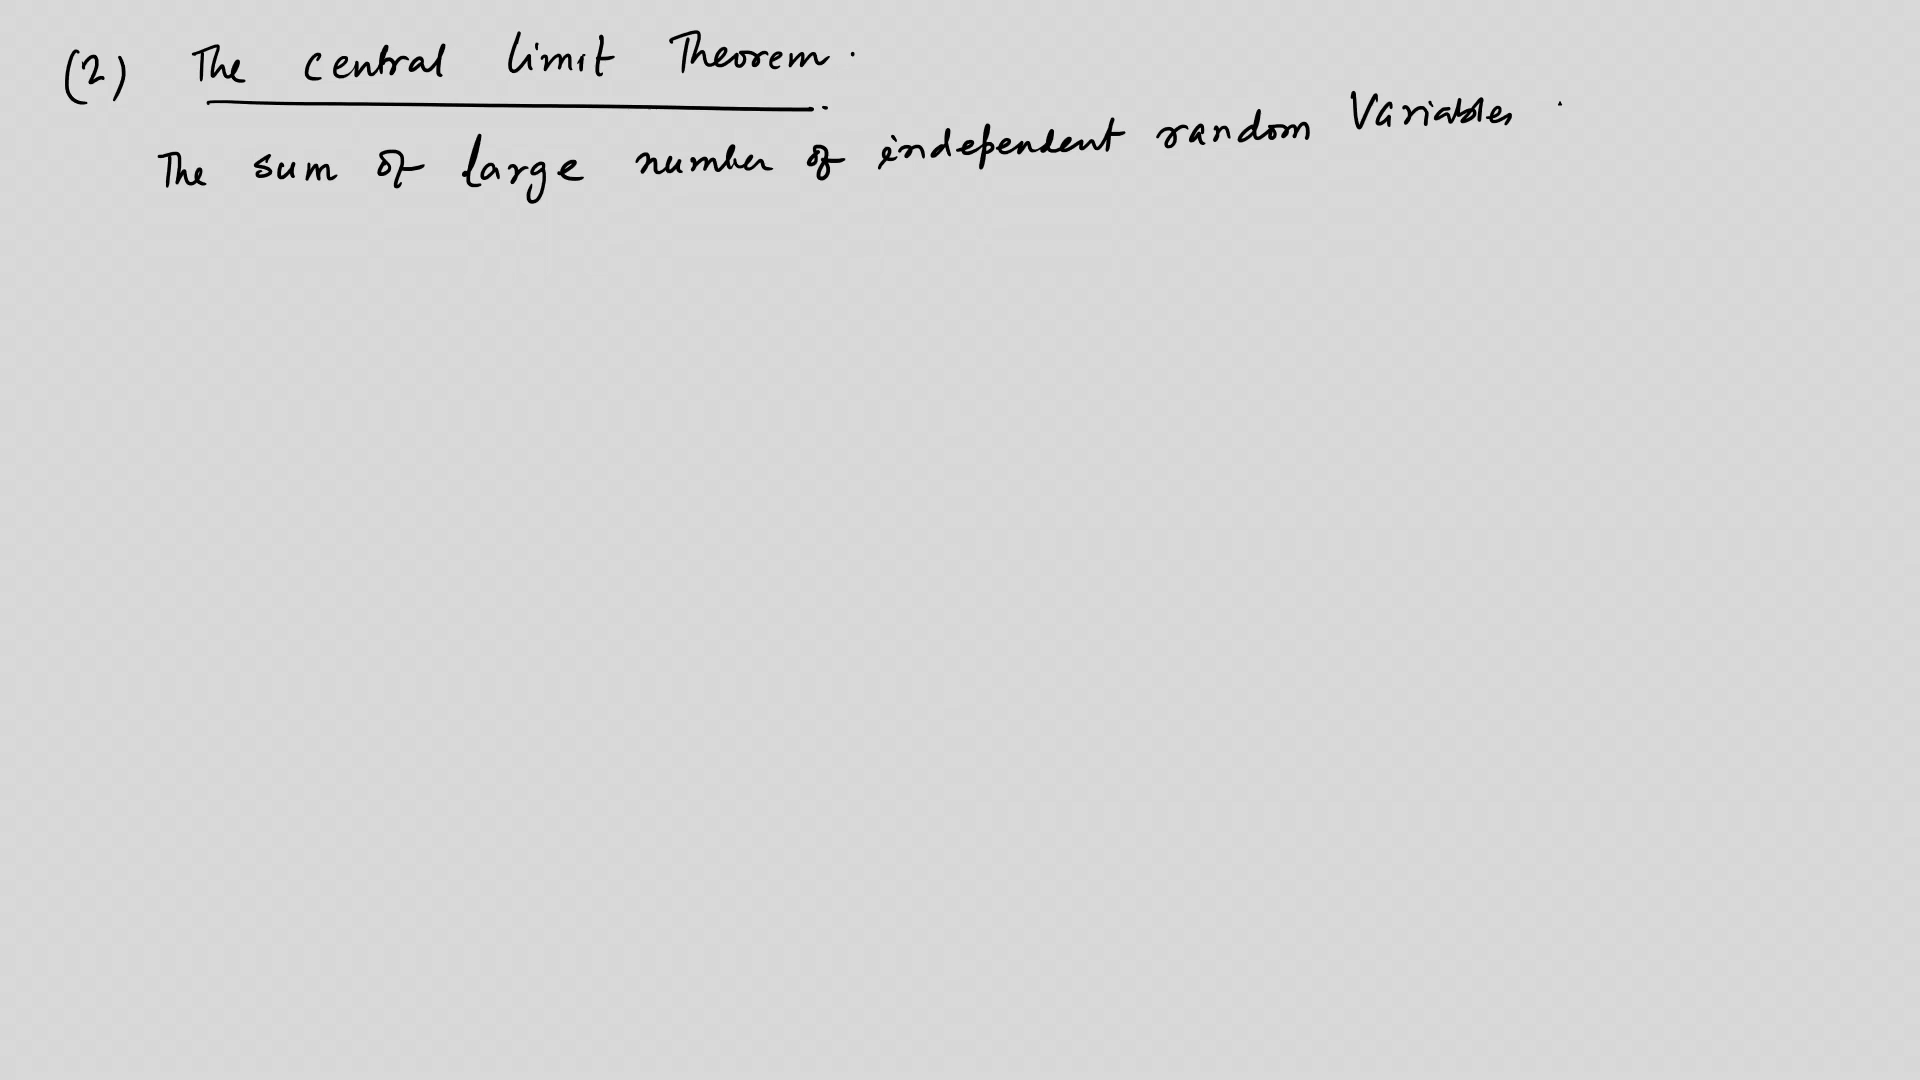 (2) The central limit Theorem.
The sum of large number of independent random Variables